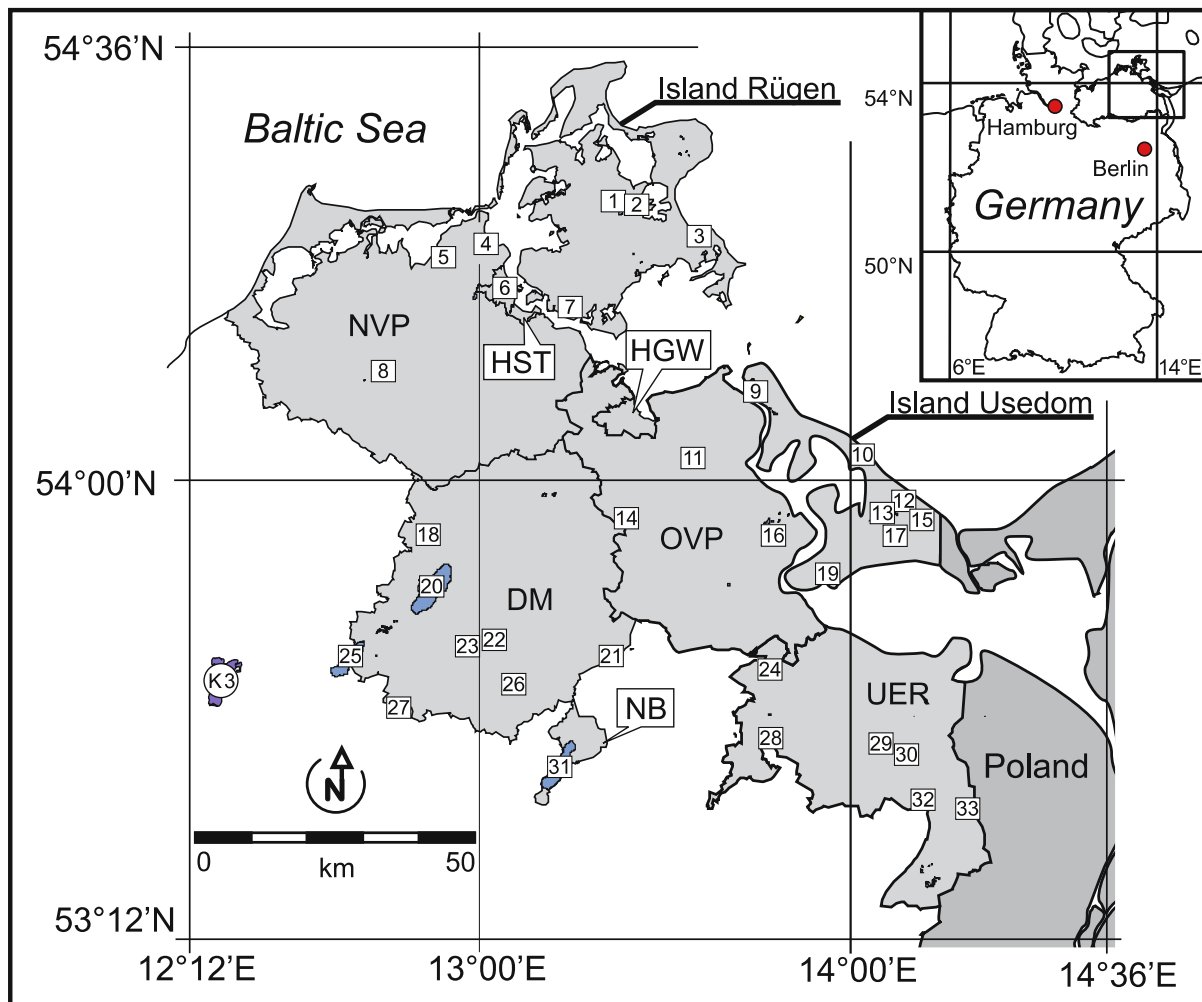 54°36'N
Island Rügen
Baltic Sea
54°N
Hamburg
Berlin
Germany
50°N
6°E
14°E
1
2
3
4
5
6
7
NVP
HST
HGW
8
9
Island Usedom
10
11
54°00'N
12
13
15
14
16
17
18
OVP
19
20
DM
22
23
21
25
K3
24
26
UER
27
NB
28
29
30
31
Poland
N
32
33
0
km
50
53°12'N
12°12'E
13°00'E
14°00'E
14°36'E